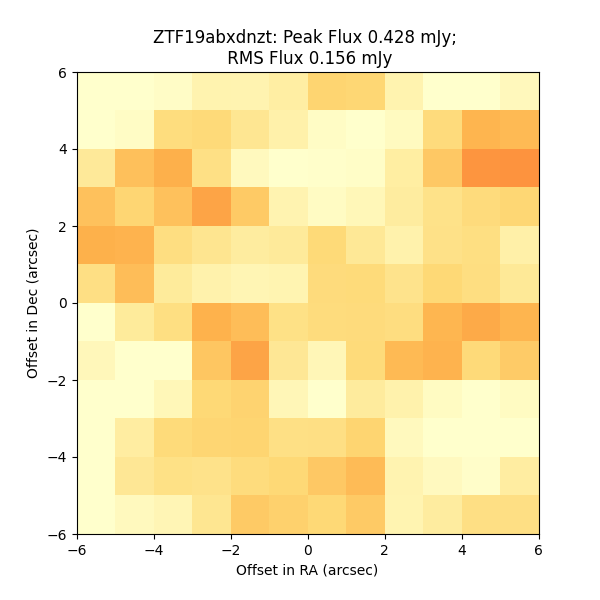 ZTF19abxdnzt: Peak Flux 0.428 mJy;
RMS Flux 0.156 mJy
6
4
2
0
−2
−4
−6
Offset in Dec (arcsec)
−6 −4 −2 0 2 4 6
Offset in RA (arcsec)